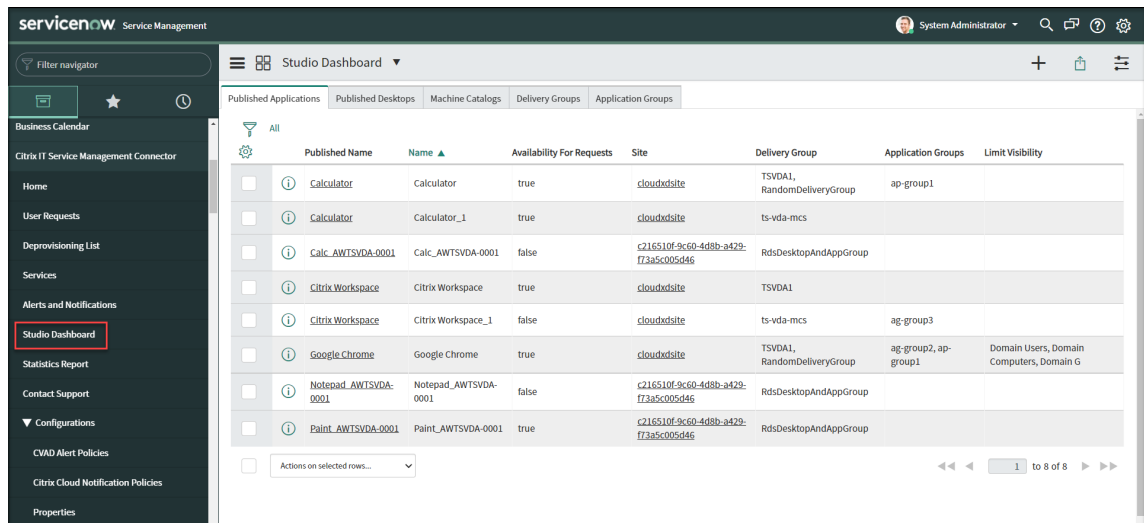 servicenow Service Management
System Administrator
Filter navigator
Studio Dashboard
Published Applications Published Desktops Machine Catalogs Delivery Groups Application Groups
Business Calendar
Citrix IT Service Management Connector
Home
User Requests
Deprovisioning List
Services
Alerts and Notifications
Studio Dashboard
Statistics Report
Contact Support
Configurations
CVAD Alert Policies
Citrix Cloud Notification Policies
Properties
All
Published Name Name Availability For Requests Site Delivery Group Application Groups Limit Visibility
Calculator Calculator true cloudxdsite TSVDA1, RandomDeliveryGroup ap-group1
Calculator Calculator_1 true cloudxdsite ts-vda-mcs
Calc_AWTSVDA-0001 Calc_AWTSVDA-0001 false c216510f-9c60-4d8b-a429-f73a5c005d46 RdsDesktopAndAppGroup
Citrix Workspace Citrix Workspace true cloudxdsite TSVDA1
Citrix Workspace Citrix Workspace_1 false cloudxdsite ts-vda-mcs ag-group3
Google Chrome Google Chrome true cloudxdsite TSVDA1, RandomDeliveryGroup ag-group2, ap-group1 Domain Users, Domain Computers, Domain G
Notepad_AWTSVDA-0001 Notepad_AWTSVDA-0001 false c216510f-9c60-4d8b-a429-f73a5c005d46 RdsDesktopAndAppGroup
Paint_AWTSVDA-0001 Paint_AWTSVDA-0001 true c216510f-9c60-4d8b-a429-f73a5c005d46 RdsDesktopAndAppGroup
Actions on selected rows...
1 to 8 of 8